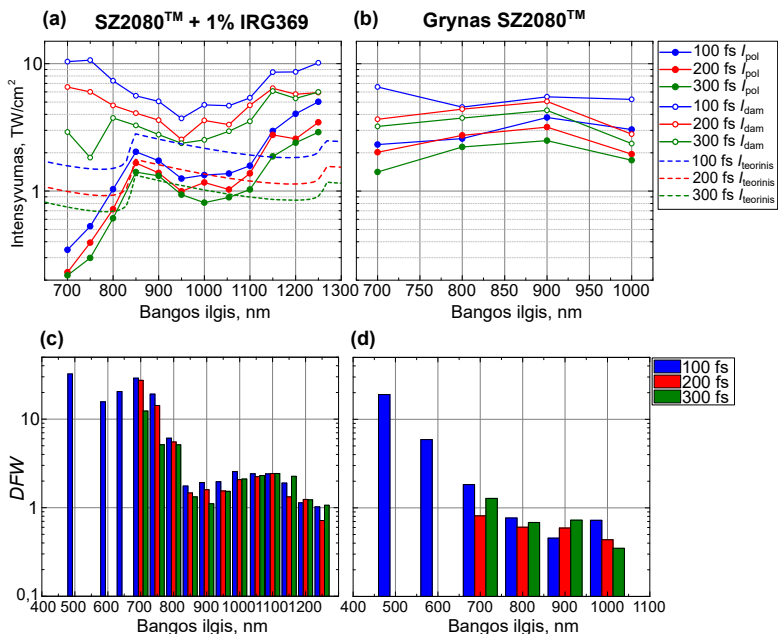 (a) SZ2080™ + 1% IRG369
(b) Grynas SZ2080™
Intensyvumas, TW/cm²
10
1
700 800 900 1000 1100 1200 1300
Bangos ilgis, nm
700 750 800 850 900 950 1000
Bangos ilgis, nm
100 fs Ipol
200 fs Ipol
300 fs Ipol
100 fs Idam
200 fs Idam
300 fs Idam
100 fs Iteorinis
200 fs Iteorinis
300 fs Iteorinis
(c)
(d)
DFW
10
1
0,1
400 500 600 700 800 900 1000 1100 1200
Bangos ilgis, nm
400 500 600 700 800 900 1000 1100
Bangos ilgis, nm
100 fs
200 fs
300 fs